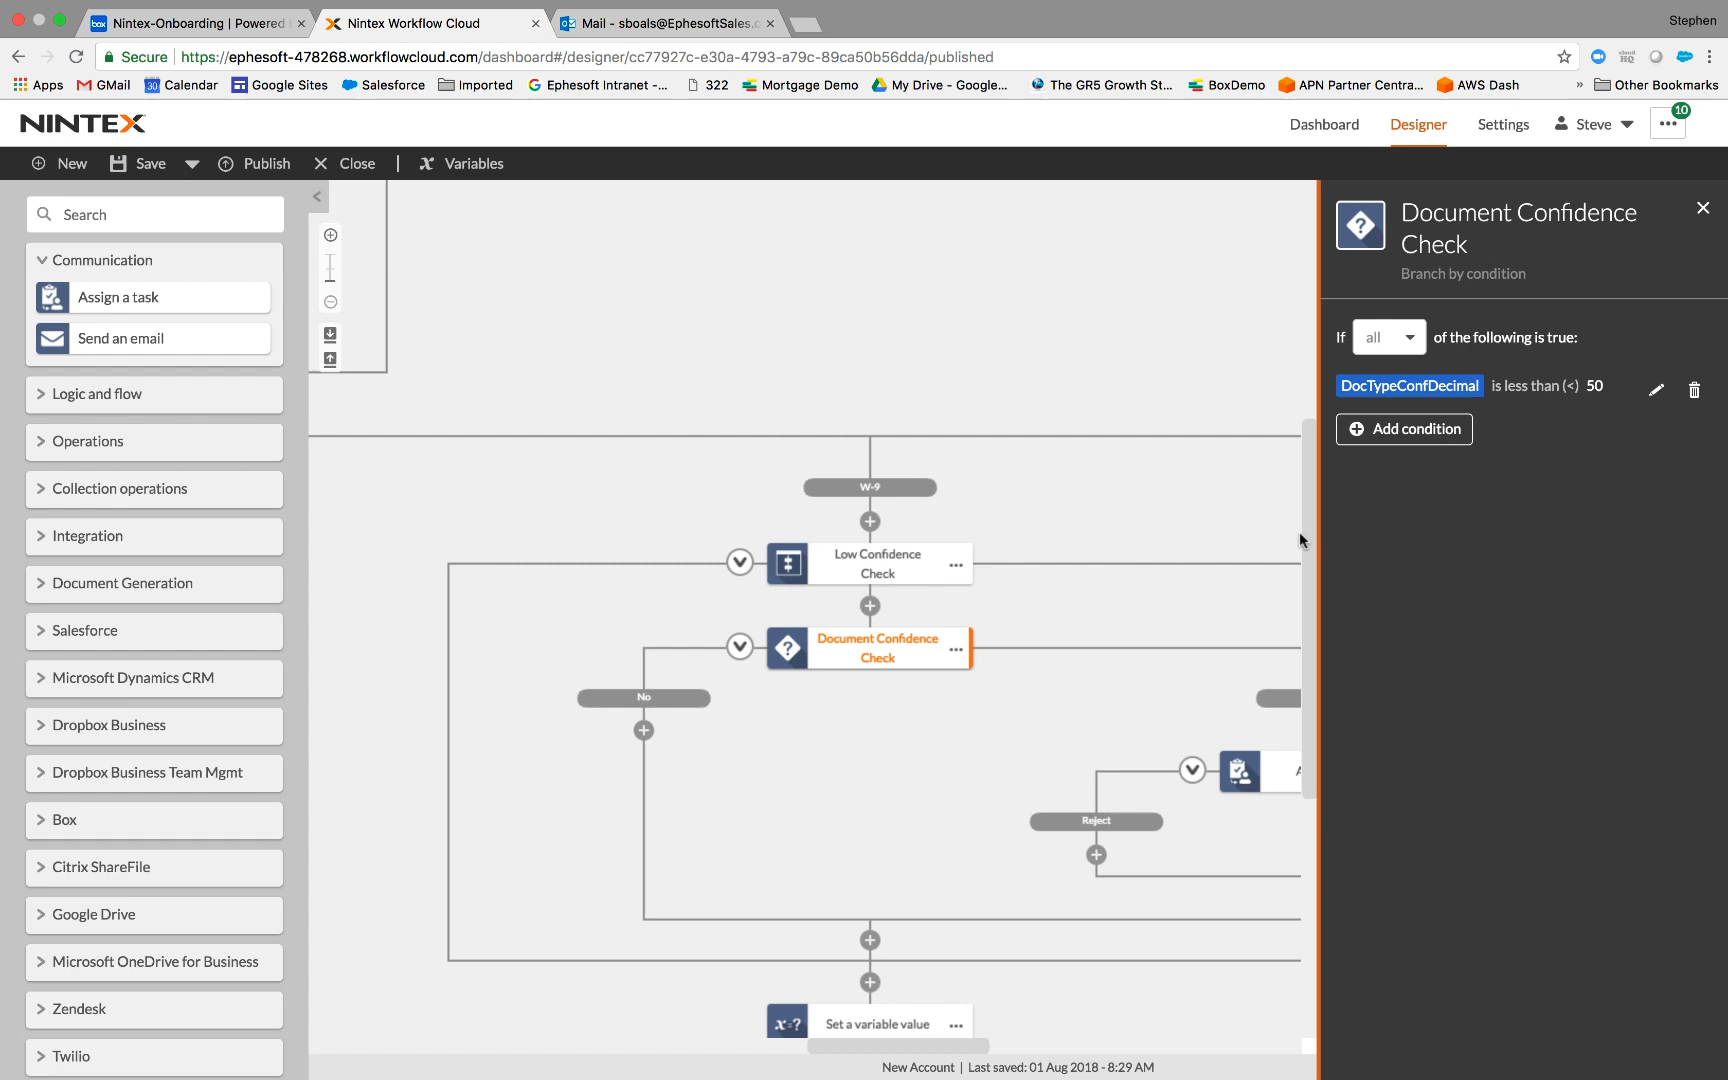 Nintex-Onboarding | Powered
Nintex Workflow Cloud
Mail - sboals@EphesoftSales.c
Stephen
Secure
https://ephesoft-478268.workflowcloud.com/dashboard#/designer/cc77927c-e30a-4793-a79c-89ca50b56dda/published
Apps
GMail
Calendar
Google Sites
Salesforce
Imported
Ephesoft Intranet -...
322
Mortgage Demo
My Drive - Google...
The GR5 Growth St...
BoxDemo
APN Partner Centra...
AWS Dash
»
Other Bookmarks
NINTEX
Dashboard
Designer
Settings
Steve
10
New
Save
Publish
Close
Variables
Search
Communication
Assign a task
Send an email
Logic and flow
Operations
Collection operations
Integration
Document Generation
Salesforce
Microsoft Dynamics CRM
Dropbox Business
Dropbox Business Team Mgmt
Box
Citrix ShareFile
Google Drive
Microsoft OneDrive for Business
Zendesk
Twilio
W-9
Low Confidence
Check
Document Confidence
Check
No
Reject
Set a variable value
New Account | Last saved: 01 Aug 2018 - 8:29 AM
Document Confidence
Check
Branch by condition
If all of the following is true:
DocTypeConfDecimal is less than (<) 50
Add condition